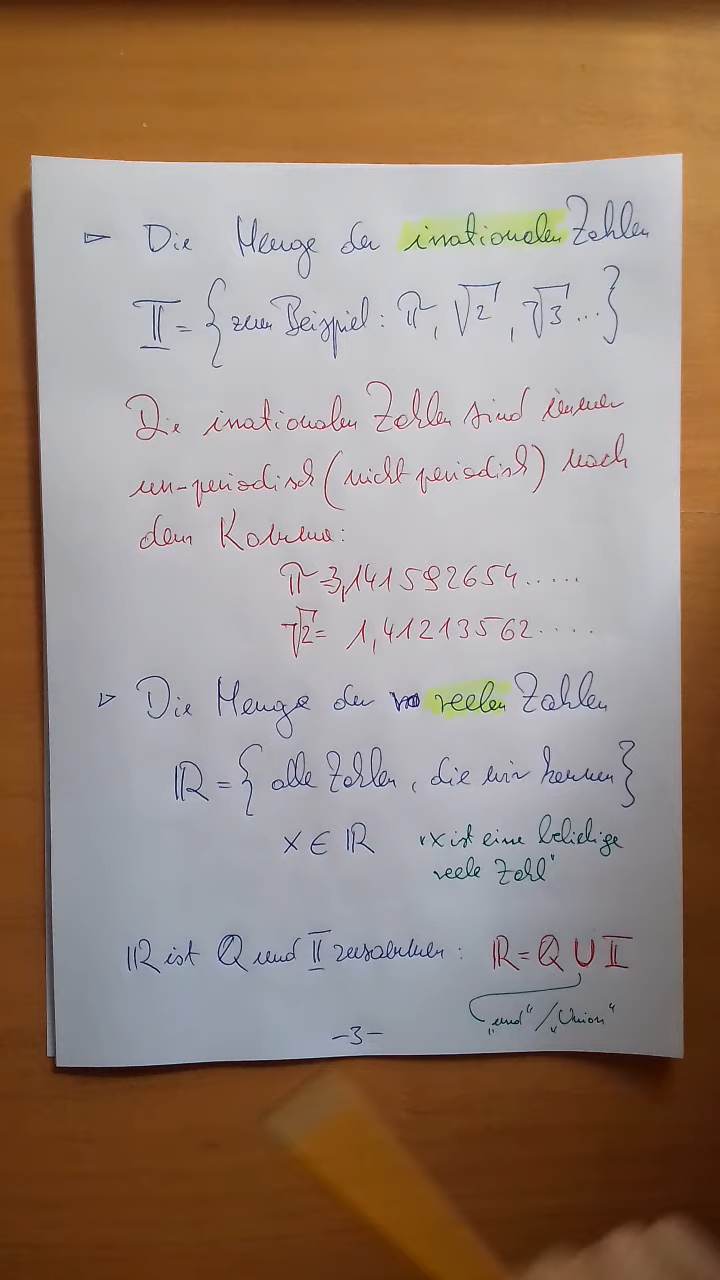 ▻ Die Menge der irrationalen Zahlen
𝕀 = { zum Beispiel: π, √2, √3 ... }
Die irrationalen Zahlen sind immer
un-periodisch (nicht periodisch) nach
dem Komma:
π=3,141592654.....
√2= 1,41213562....
▻ Die Menge der reelen Zahlen
ℝ = { alle Zahlen, die wir kennen }
x ∈ ℝ "x ist eine beliebige
reele Zahl"
ℝ ist ℚ und 𝕀 zusammen: ℝ = ℚ ∪ 𝕀
"und" / "Union"
-3-